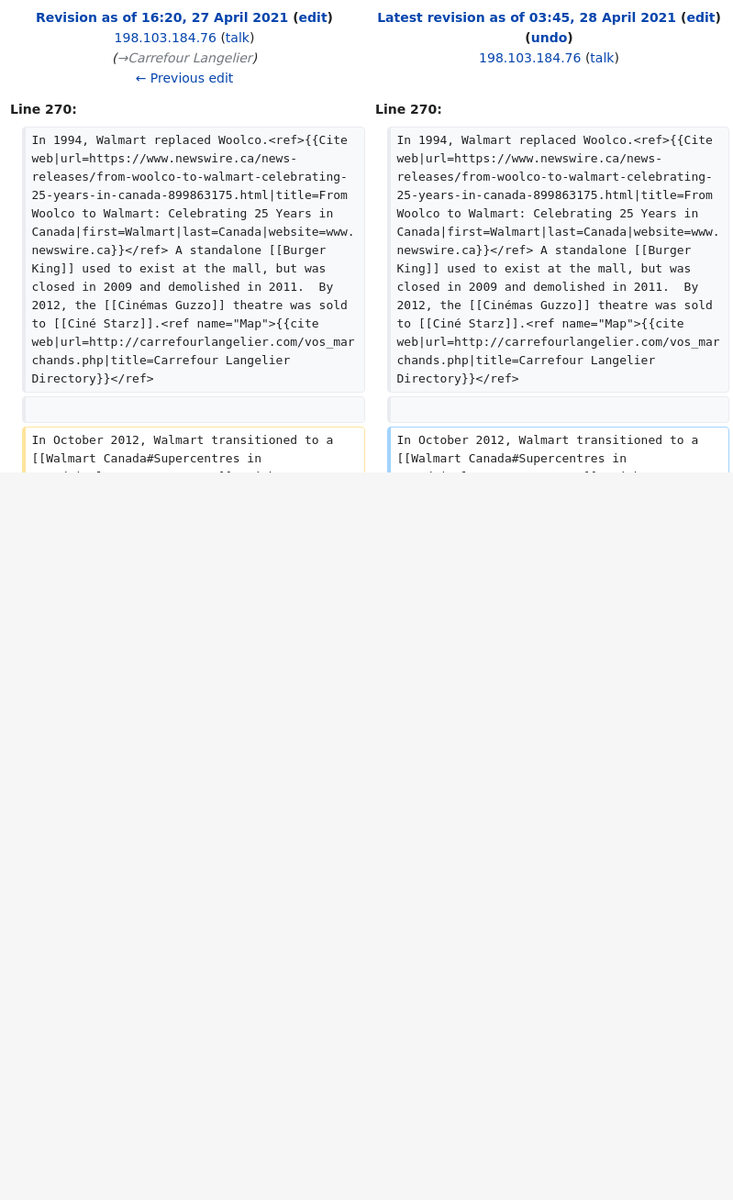 Revision as of 16:20, 27 April 2021 (edit)
198.103.184.76 (talk)
(→Carrefour Langelier)
← Previous edit
Latest revision as of 03:45, 28 April 2021 (edit)
(undo)
198.103.184.76 (talk)
Line 270:
Line 270:
In 1994, Walmart replaced Woolco.<ref>{{Cite
web|url=https://www.newswire.ca/news-
releases/from-woolco-to-walmart-celebrating-
25-years-in-canada-899863175.html|title=From
Woolco to Walmart: Celebrating 25 Years in
Canada|first=Walmart|last=Canada|website=www.
newswire.ca}}</ref> A standalone [[Burger
King]] used to exist at the mall, but was
closed in 2009 and demolished in 2011.  By
2012, the [[Cinémas Guzzo]] theatre was sold
to [[Ciné Starz]].<ref name="Map">{{cite
web|url=http://carrefourlangelier.com/vos_mar
chands.php|title=Carrefour Langelier
Directory}}</ref>
In 1994, Walmart replaced Woolco.<ref>{{Cite
web|url=https://www.newswire.ca/news-
releases/from-woolco-to-walmart-celebrating-
25-years-in-canada-899863175.html|title=From
Woolco to Walmart: Celebrating 25 Years in
Canada|first=Walmart|last=Canada|website=www.
newswire.ca}}</ref> A standalone [[Burger
King]] used to exist at the mall, but was
closed in 2009 and demolished in 2011.  By
2012, the [[Cinémas Guzzo]] theatre was sold
to [[Ciné Starz]].<ref name="Map">{{cite
web|url=http://carrefourlangelier.com/vos_mar
chands.php|title=Carrefour Langelier
Directory}}</ref>
In October 2012, Walmart transitioned to a
[[Walmart Canada#Supercentres in
In October 2012, Walmart transitioned to a
[[Walmart Canada#Supercentres in